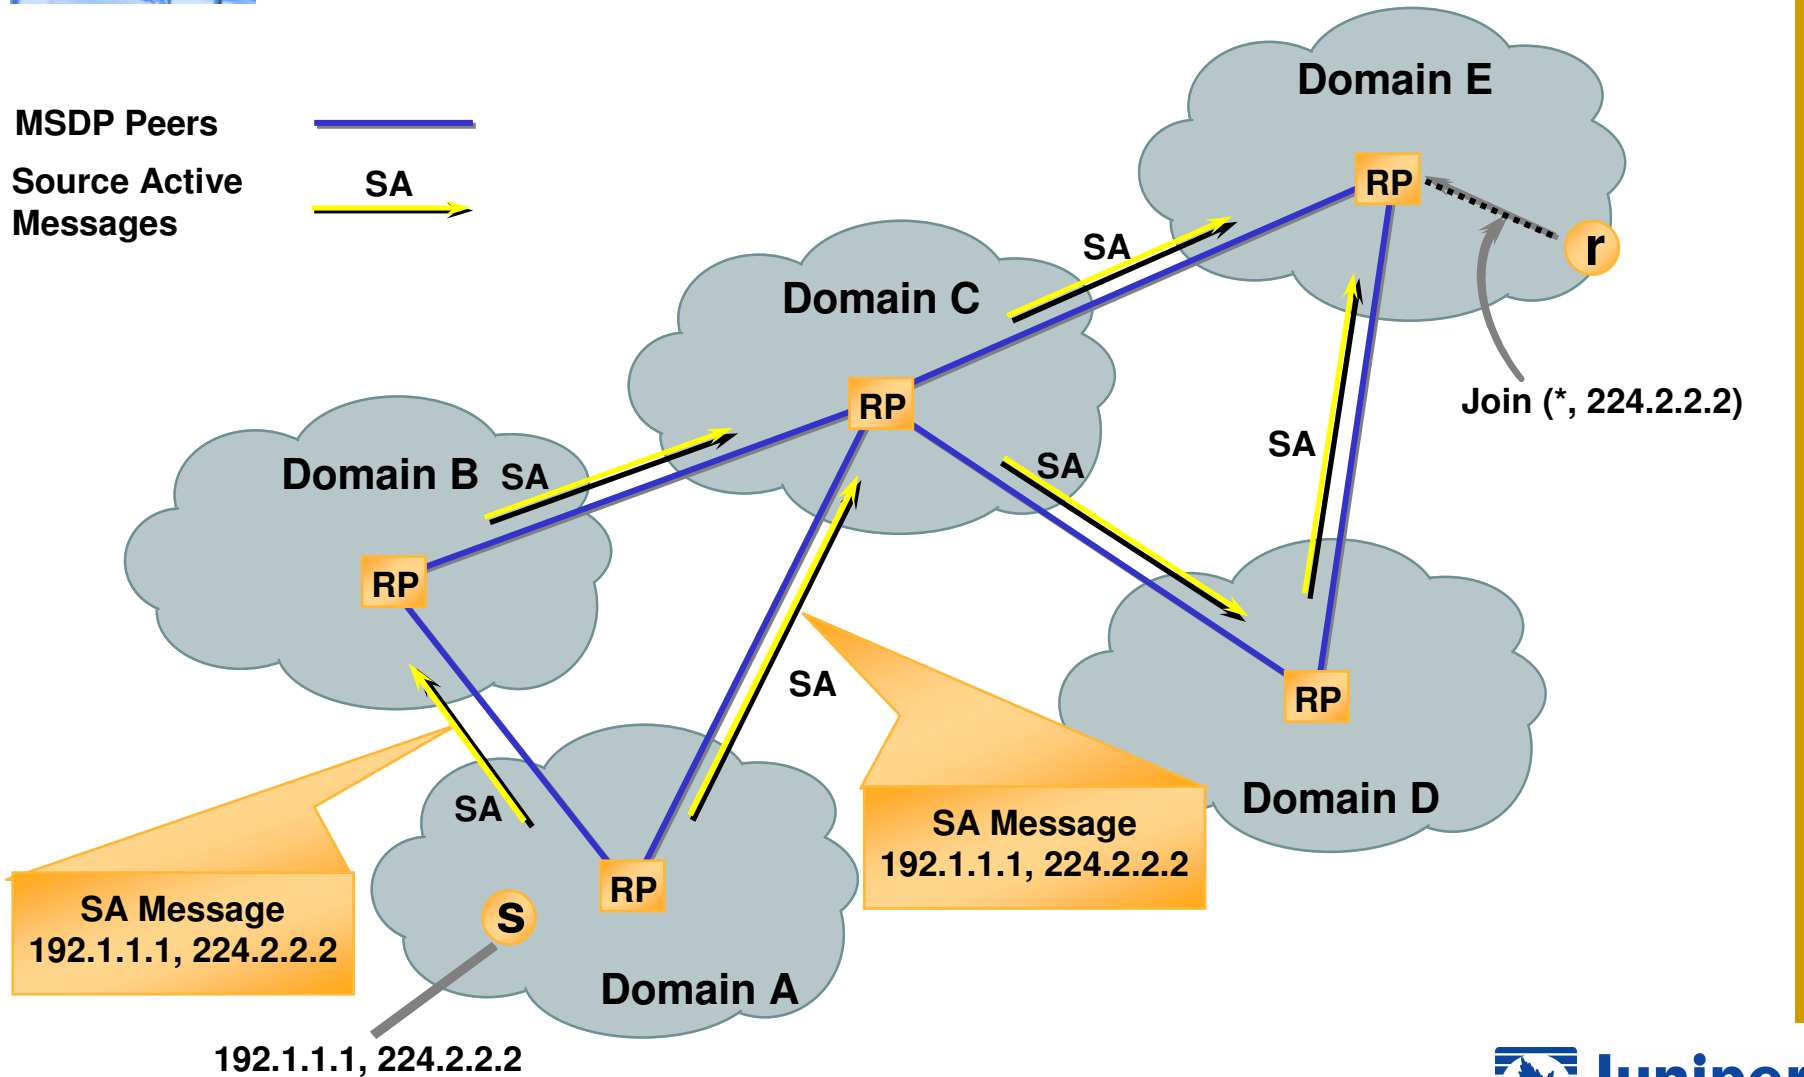 Domain E
MSDP Peers
Source Active
Messages
SA
RP
r
SA
Domain C
Join (*, 224.2.2.2)
RP
SA
SA
Domain B
SA
RP
SA
RP
SA
SA
Domain D
SA Message
192.1.1.1, 224.2.2.2
RP
S
SA Message
192.1.1.1, 224.2.2.2
Domain A
192.1.1.1, 224.2.2.2